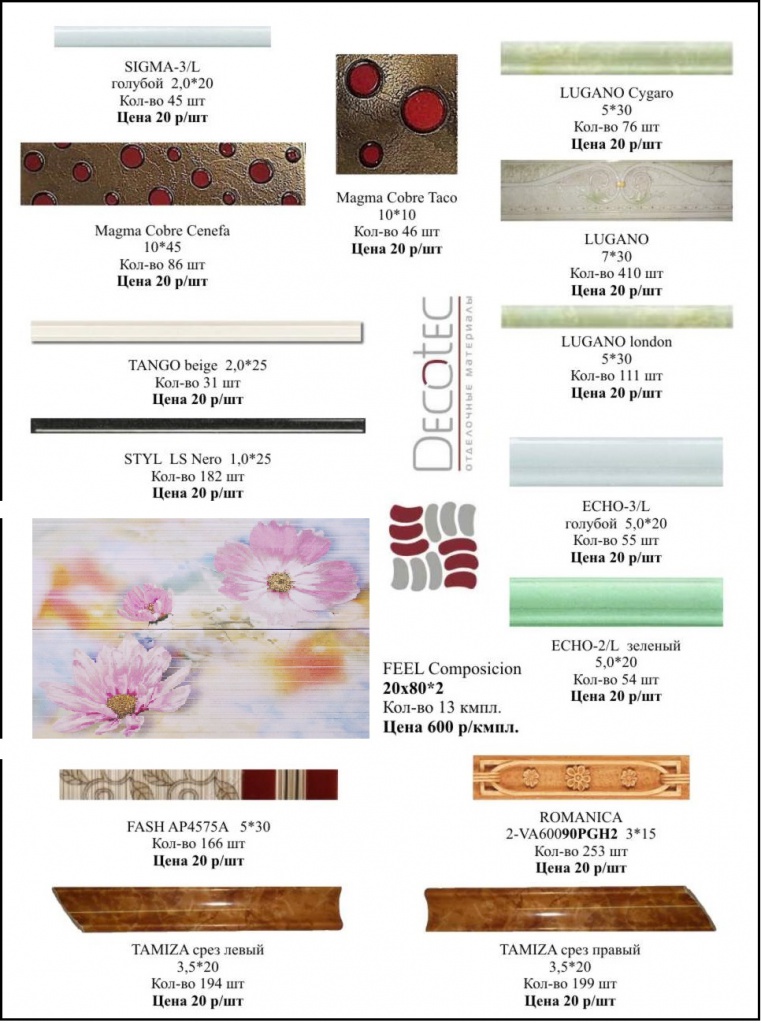 SIGMA-3/L
голубой 2,0*20
Кол-во 45 шт
Цена 20 р/шт
Magma Cobre Taco
10*10
Кол-во 46 шт
Цена 20 р/шт
LUGANO Cygaro
5*30
Кол-во 76 шт
Цена 20 р/шт
Magma Cobre Cenefa
10*45
Кол-во 86 шт
Цена 20 р/шт
LUGANO
7*30
Кол-во 410 шт
Цена 20 р/шт
TANGO beige 2,0*25
Кол-во 31 шт
Цена 20 р/шт
Decotec
отделочные материалы
LUGANO london
5*30
Кол-во 111 шт
Цена 20 р/шт
STYL LS Nero 1,0*25
Кол-во 182 шт
Цена 20 р/шт
ECHO-3/L
голубой 5,0*20
Кол-во 55 шт
Цена 20 р/шт
ECHO-2/L зеленый
5,0*20
Кол-во 54 шт
Цена 20 р/шт
FEEL Composicion
20х80*2
Кол-во 13 кмпл.
Цена 600 р/кмпл.
FASH AP4575A 5*30
Кол-во 166 шт
Цена 20 р/шт
ROMANICA
2-VA60090PGH2 3*15
Кол-во 253 шт
Цена 20 р/шт
TAMIZA срез левый
3,5*20
Кол-во 194 шт
Цена 20 р/шт
TAMIZA срез правый
3,5*20
Кол-во 199 шт
Цена 20 р/шт